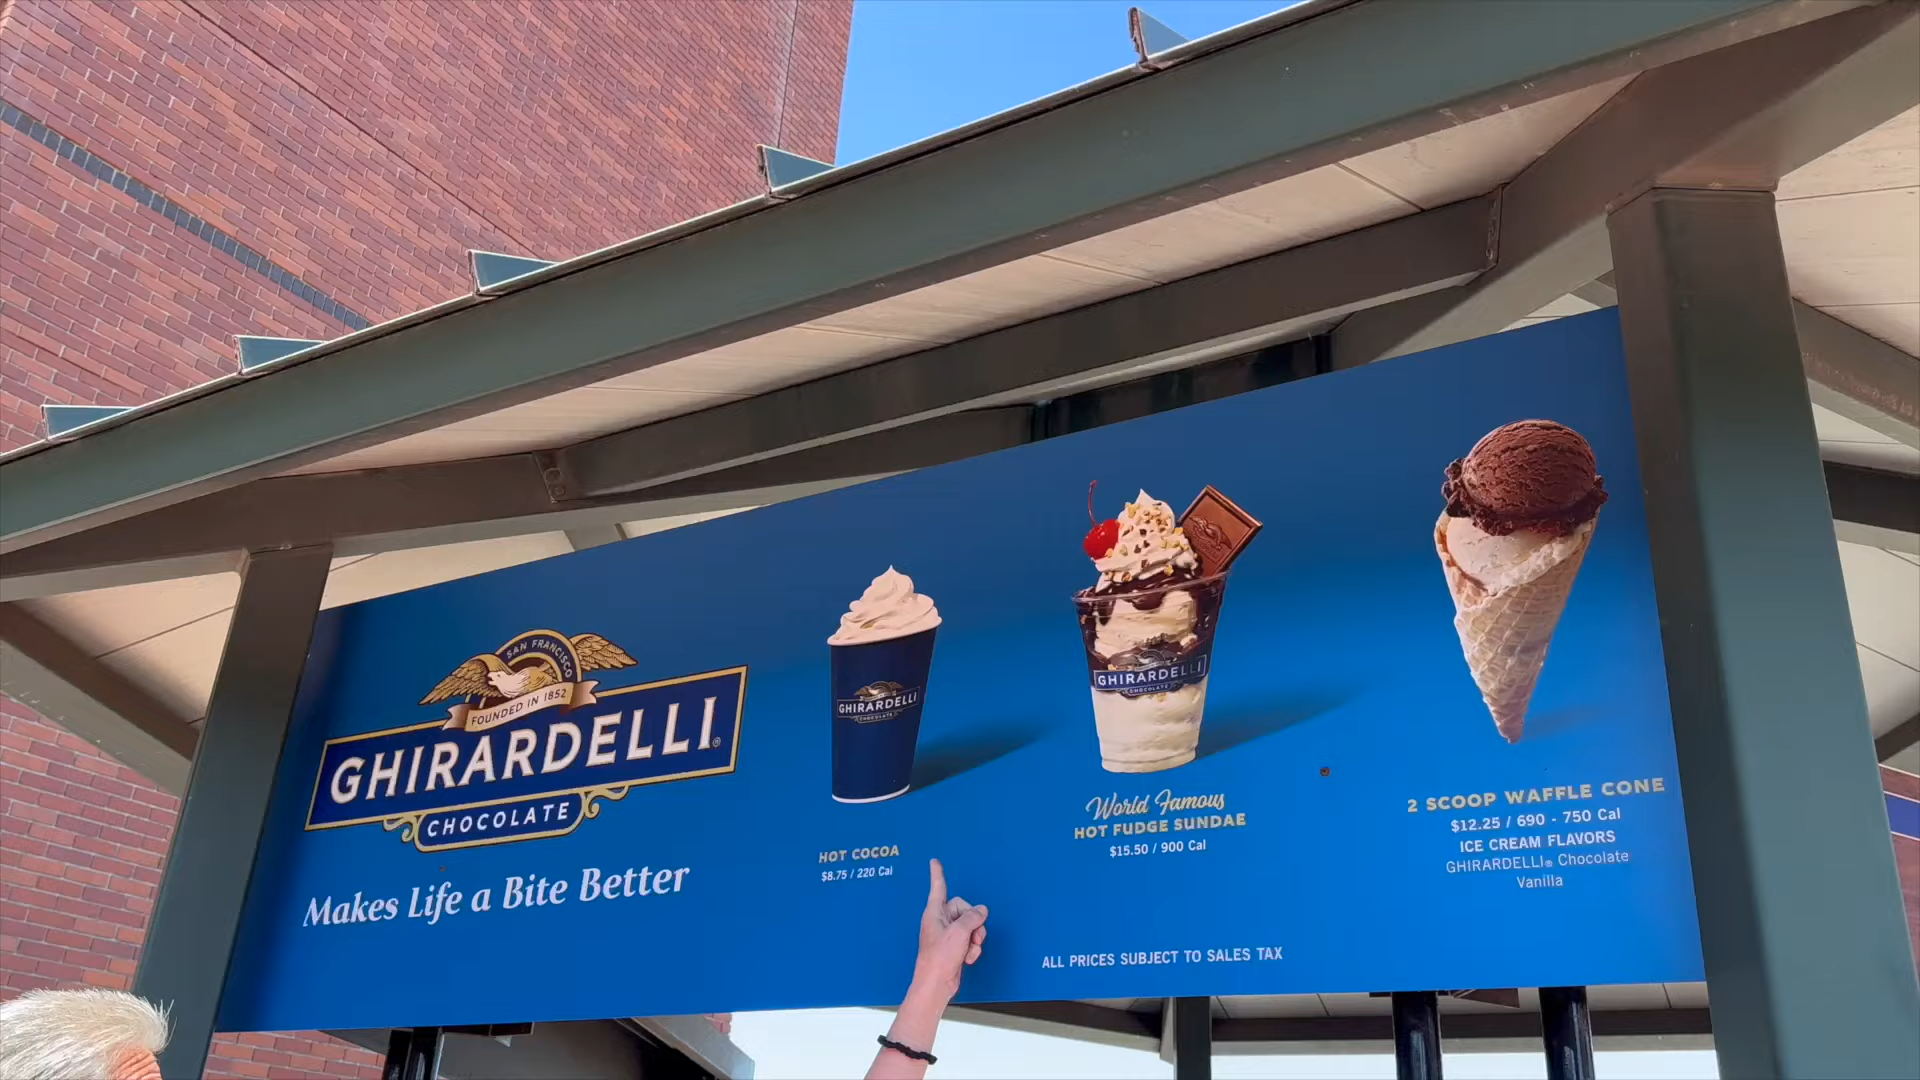 SAN FRANCISCO
FOUNDED IN 1852
GHIRARDELLI®
CHOCOLATE
Makes Life a Bite Better
GHIRARDELLI
CHOCOLATE
HOT COCOA
$8.75 / 220 Cal
GHIRARDELLI
CHOCOLATE
World Famous
HOT FUDGE SUNDAE
$15.50 / 900 Cal
2 SCOOP WAFFLE CONE
$12.25 / 690 - 750 Cal
ICE CREAM FLAVORS
GHIRARDELLI® Chocolate
Vanilla
ALL PRICES SUBJECT TO SALES TAX